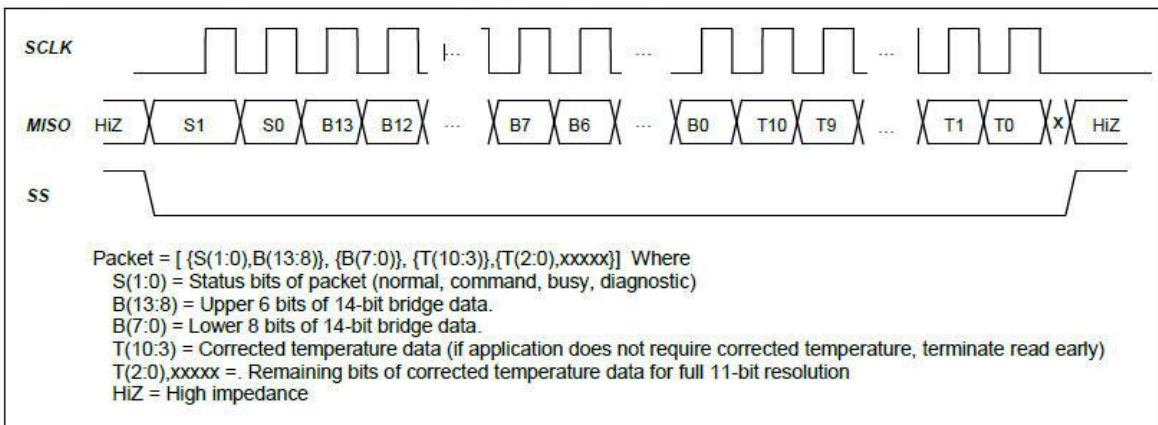 SCLK
... ... ...
MISO HiZ S1 S0 B13 B12 ... B7 B6 ... B0 T10 T9 ... T1 T0 X HiZ
SS
Packet = [ {S(1:0),B(13:8)}, {B(7:0)}, {T(10:3)},{T(2:0),xxxxx}] Where
S(1:0) = Status bits of packet (normal, command, busy, diagnostic)
B(13:8) = Upper 6 bits of 14-bit bridge data.
B(7:0) = Lower 8 bits of 14-bit bridge data.
T(10:3) = Corrected temperature data (if application does not require corrected temperature, terminate read early)
T(2:0),xxxxx =. Remaining bits of corrected temperature data for full 11-bit resolution
HiZ = High impedance